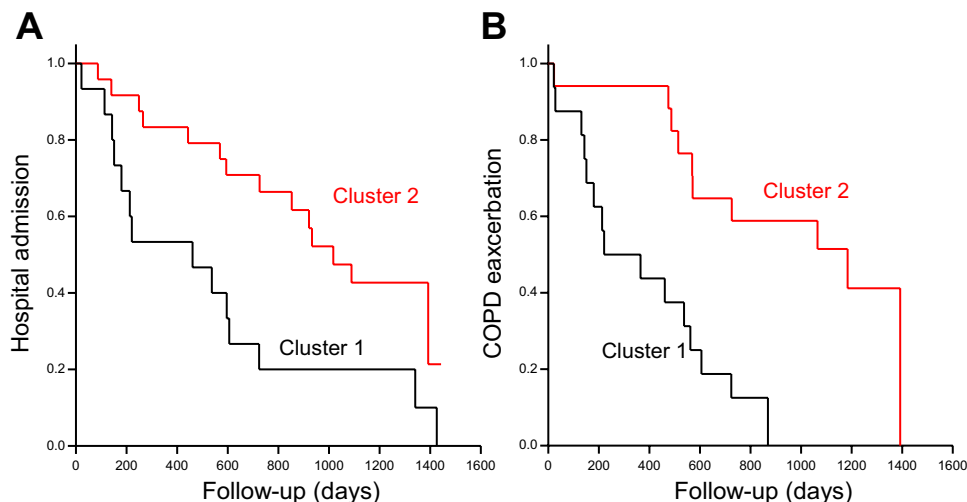 A
B
Hospital admission
1.0
0.8
0.6
0.4
0.2
0.0
Cluster 2
Cluster 1
0 200 400 600 800 1000 1200 1400 1600
Follow-up (days)
COPD eaxcerbation
1.0
0.8
0.6
0.4
0.2
0.0
Cluster 2
Cluster 1
0 200 400 600 800 1000 1200 1400 1600
Follow-up (days)